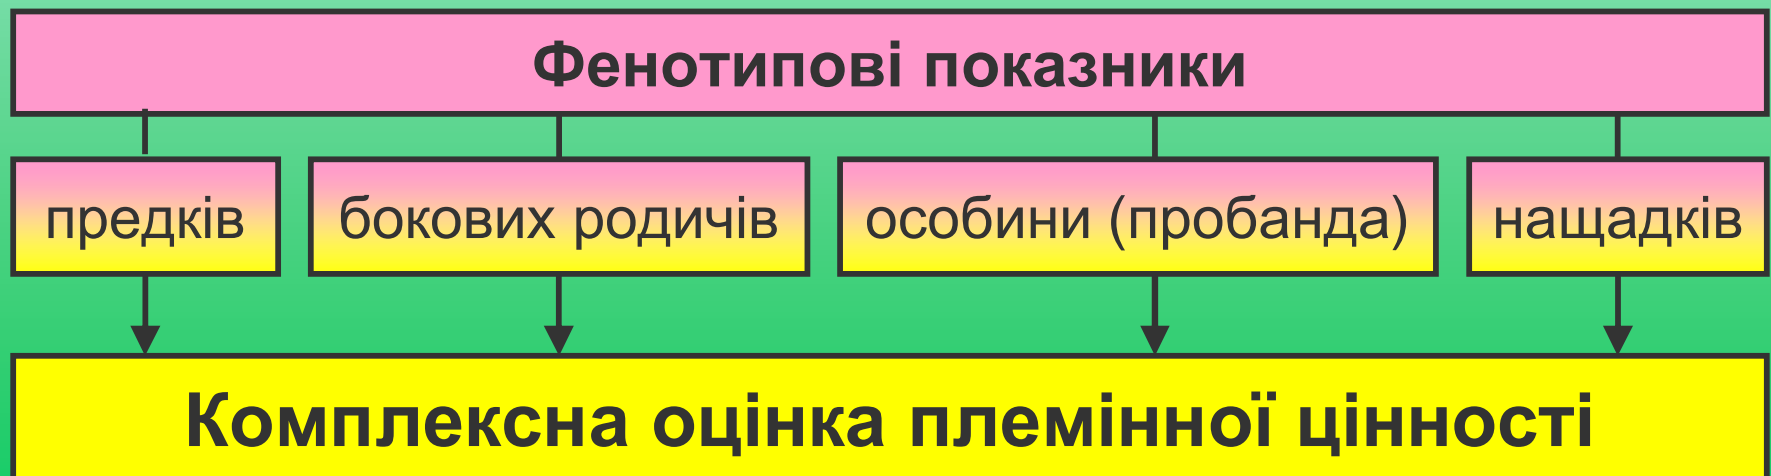 Фенотипові показники
предків
бокових родичів
особини (пробанда)
нащадків
Комплексна оцінка племінної цінності